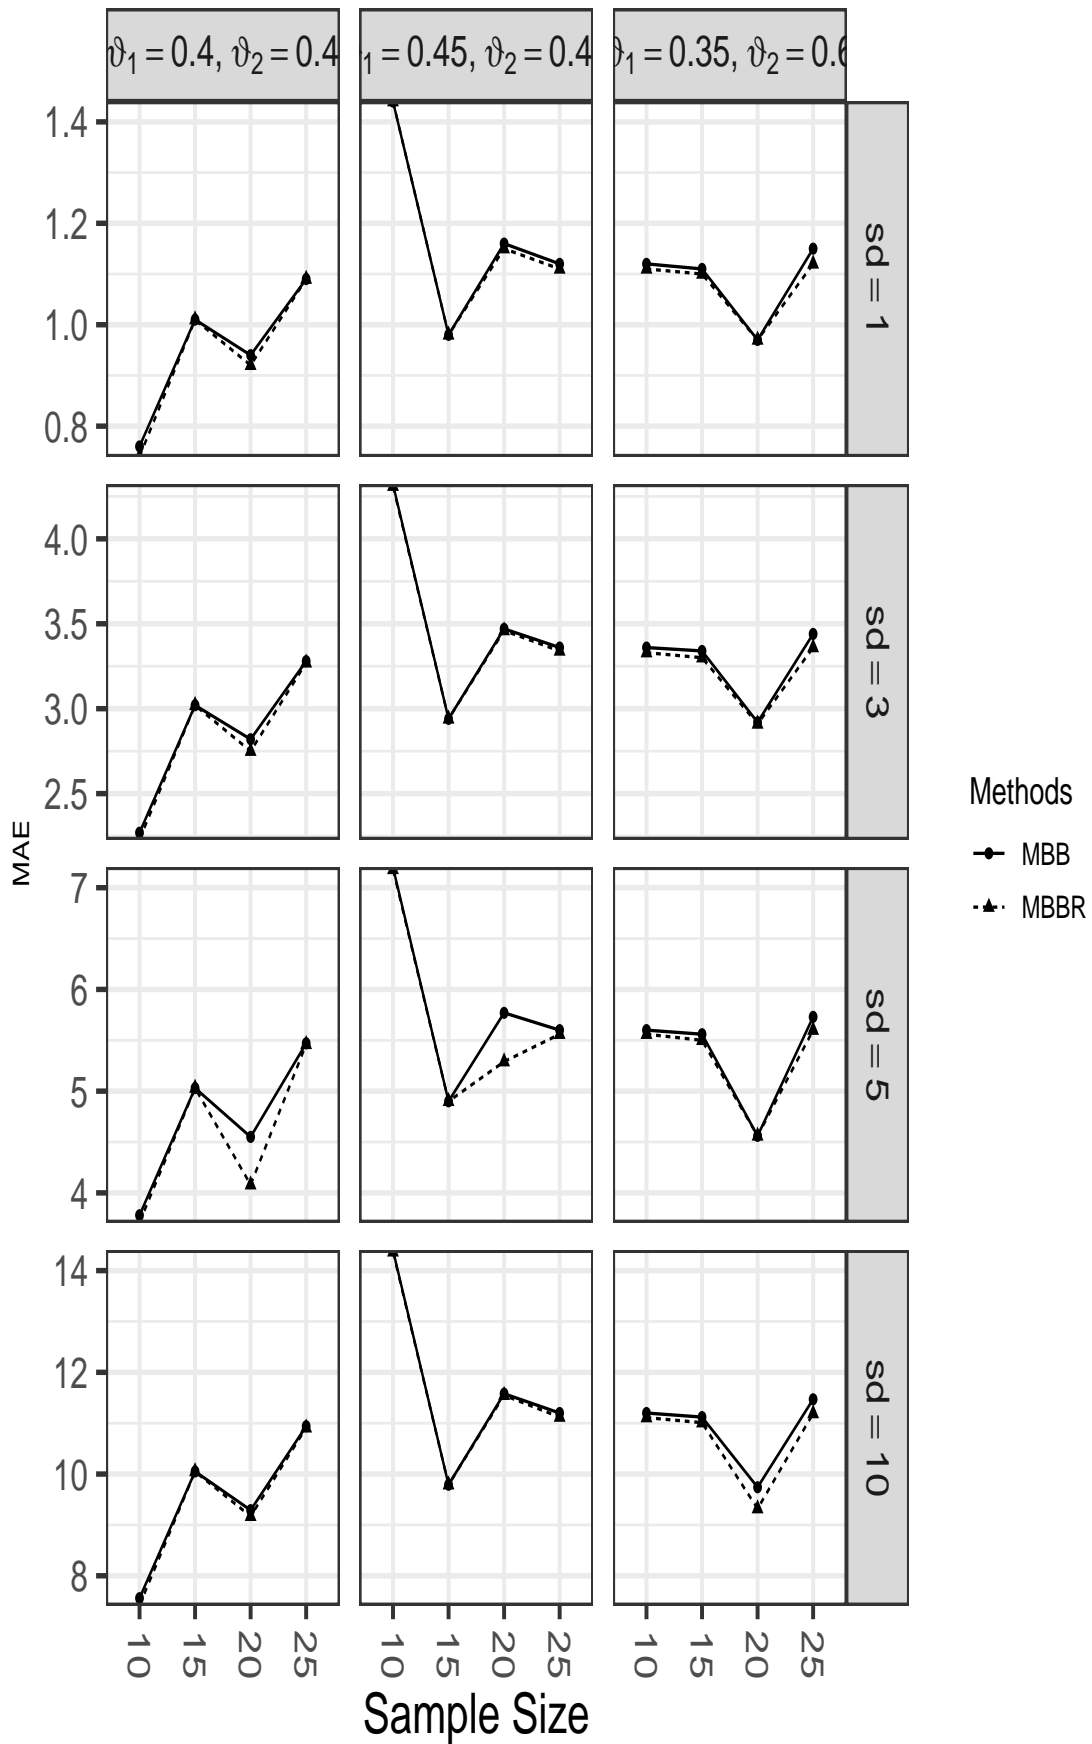 ϑ1 = 0.4, ϑ2 = 0.4
1 = 0.45, ϑ2 = 0.4
ϑ1 = 0.35, ϑ2 = 0.6
1.4
1.2
1.0
0.8
sd = 1
4.0
3.5
3.0
2.5
sd = 3
7
6
5
4
sd = 5
14
12
10
8
sd = 10
MAE
10 15 20 25
10 15 20 25
10 15 20 25
Sample Size
Methods
MBB
MBBR